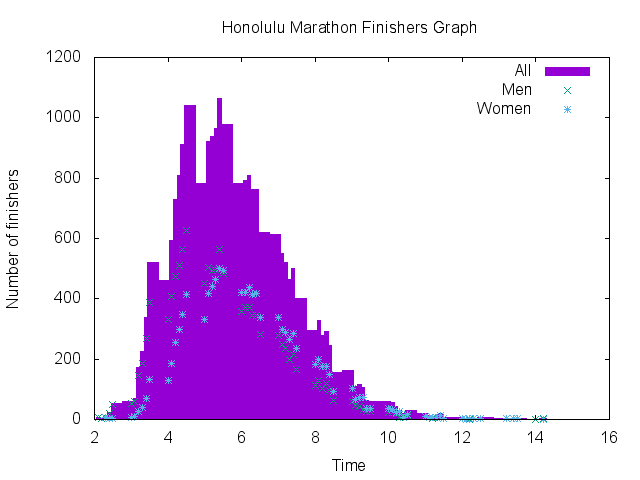 Honolulu Marathon Finishers Graph
1200
1000
800
600
400
200
0
Number of finishers
All
Men
Women
2 4 6 8 10 12 14 16
Time